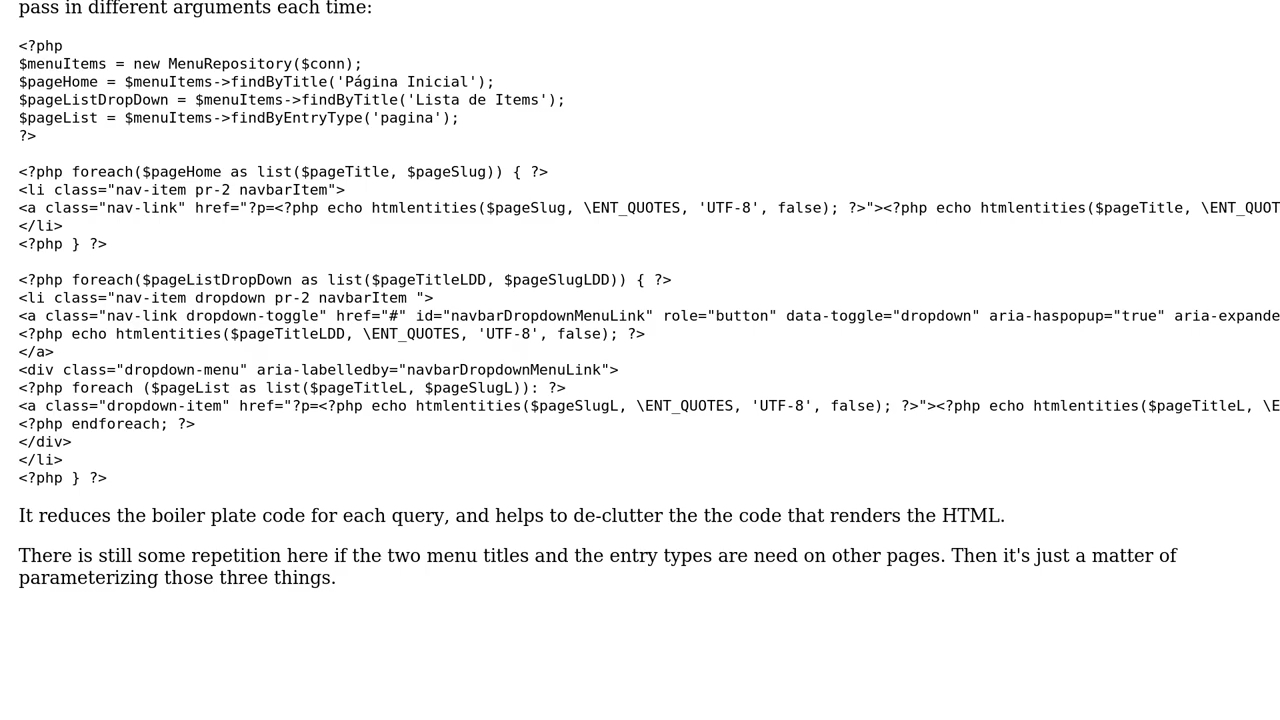 pass in different arguments each time:
<?php
$menuItems = new MenuRepository($conn);
$pageHome = $menuItems->findByTitle('Página Inicial');
$pageListDropDown = $menuItems->findByTitle('Lista de Items');
$pageList = $menuItems->findByEntryType('pagina');
?>
<?php foreach($pageHome as list($pageTitle, $pageSlug)) { ?>
<li class="nav-item pr-2 navbarItem">
<a class="nav-link" href="?p=<?php echo htmlentities($pageSlug, \ENT_QUOTES, 'UTF-8', false); ?>"><?php echo htmlentities($pageTitle, \ENT_QUOT
</li>
<?php } ?>
<?php foreach($pageListDropDown as list($pageTitleLDD, $pageSlugLDD)) { ?>
<li class="nav-item dropdown pr-2 navbarItem ">
<a class="nav-link dropdown-toggle" href="#" id="navbarDropdownMenuLink" role="button" data-toggle="dropdown" aria-haspopup="true" aria-expande
<?php echo htmlentities($pageTitleLDD, \ENT_QUOTES, 'UTF-8', false); ?>
</a>
<div class="dropdown-menu" aria-labelledby="navbarDropdownMenuLink">
<?php foreach ($pageList as list($pageTitleL, $pageSlugL)): ?>
<a class="dropdown-item" href="?p=<?php echo htmlentities($pageSlugL, \ENT_QUOTES, 'UTF-8', false); ?>"><?php echo htmlentities($pageTitleL, \E
<?php endforeach; ?>
</div>
</li>
<?php } ?>
It reduces the boiler plate code for each query, and helps to de-clutter the the code that renders the HTML.
There is still some repetition here if the two menu titles and the entry types are need on other pages. Then it's just a matter of
parameterizing those three things.